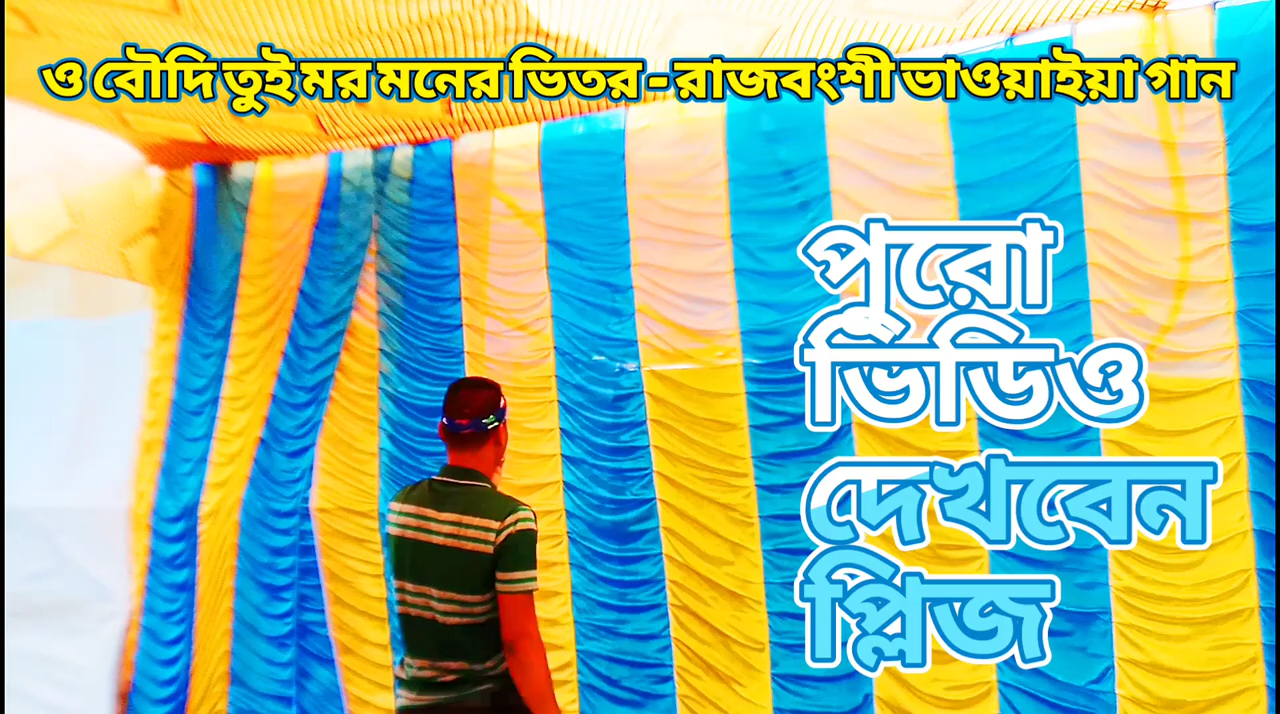 ও বৌদি তুই মর মনের ভিতর - রাজবংশী ভাওয়াইয়া গান
পুরো
ভিডিও
দেখবেন
প্লিজ